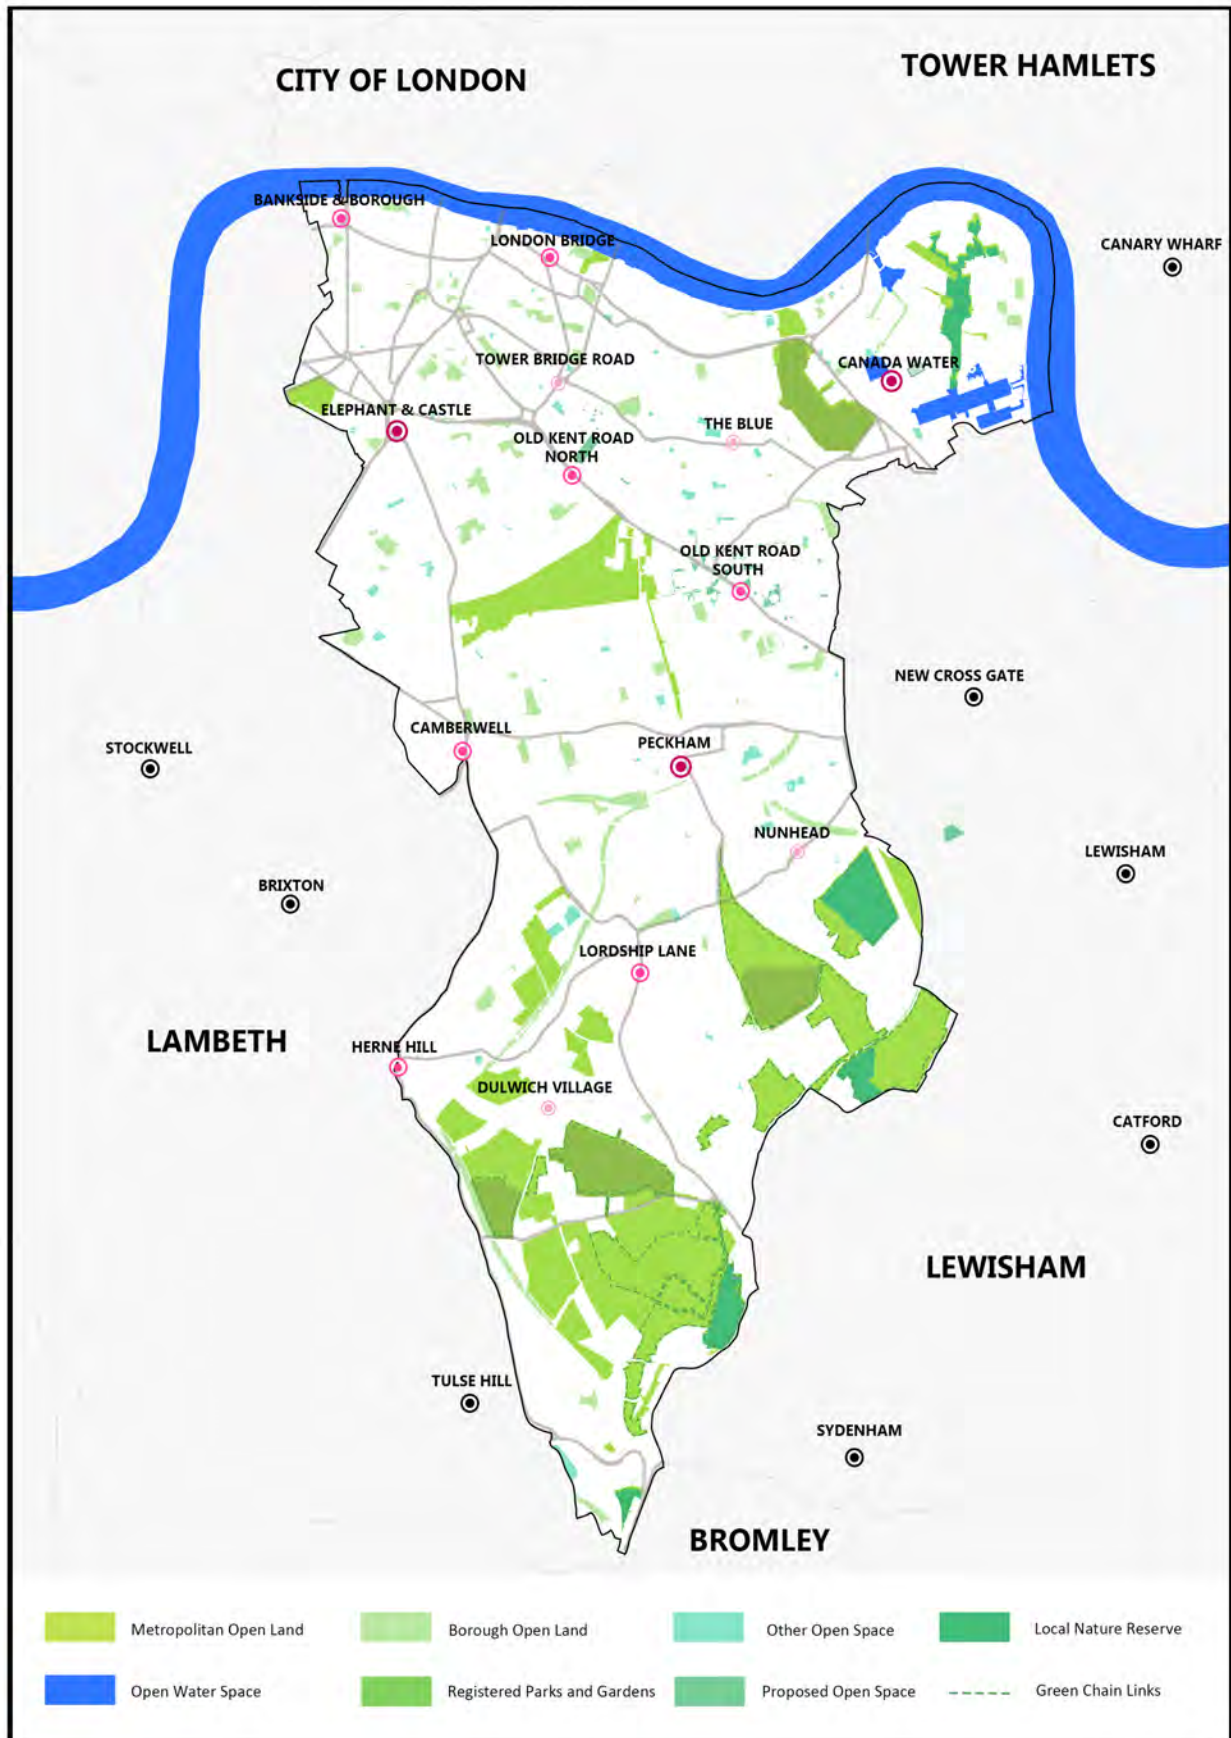 CITY OF LONDON
TOWER HAMLETS
BANKSIDE & BOROUGH
LONDON BRIDGE
CANARY WHARF
TOWER BRIDGE ROAD
CANADA WATER
ELEPHANT & CASTLE
THE BLUE
OLD KENT ROAD
NORTH
OLD KENT ROAD
SOUTH
NEW CROSS GATE
CAMBERWELL
STOCKWELL
PECKHAM
NUNHEAD
LEWISHAM
BRIXTON
LORDSHIP LANE
LAMBETH
HERNE HILL
DULWICH VILLAGE
CATFORD
LEWISHAM
TULSE HILL
SYDENHAM
BROMLEY
Metropolitan Open Land
Borough Open Land
Other Open Space
Local Nature Reserve
Open Water Space
Registered Parks and Gardens
Proposed Open Space
Green Chain Links